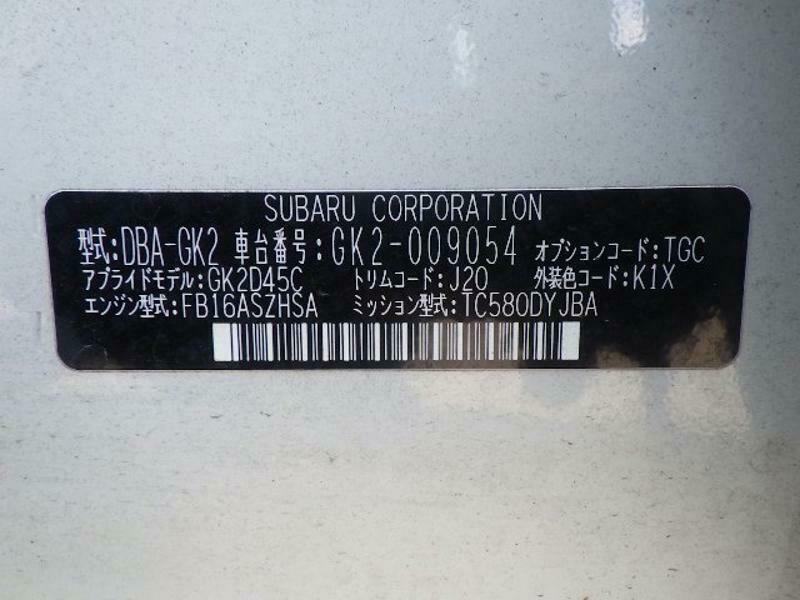 SUBARU CORPORATION
型式:DBA-GK2 車台番号:GK2-009054 オプションコード:TGC
アプライドモデル:GK2D45C トリムコード:J20 外装色コード:K1X
エンジン型式:FB16ASZHSA ミッション型式:TC580DYJBA